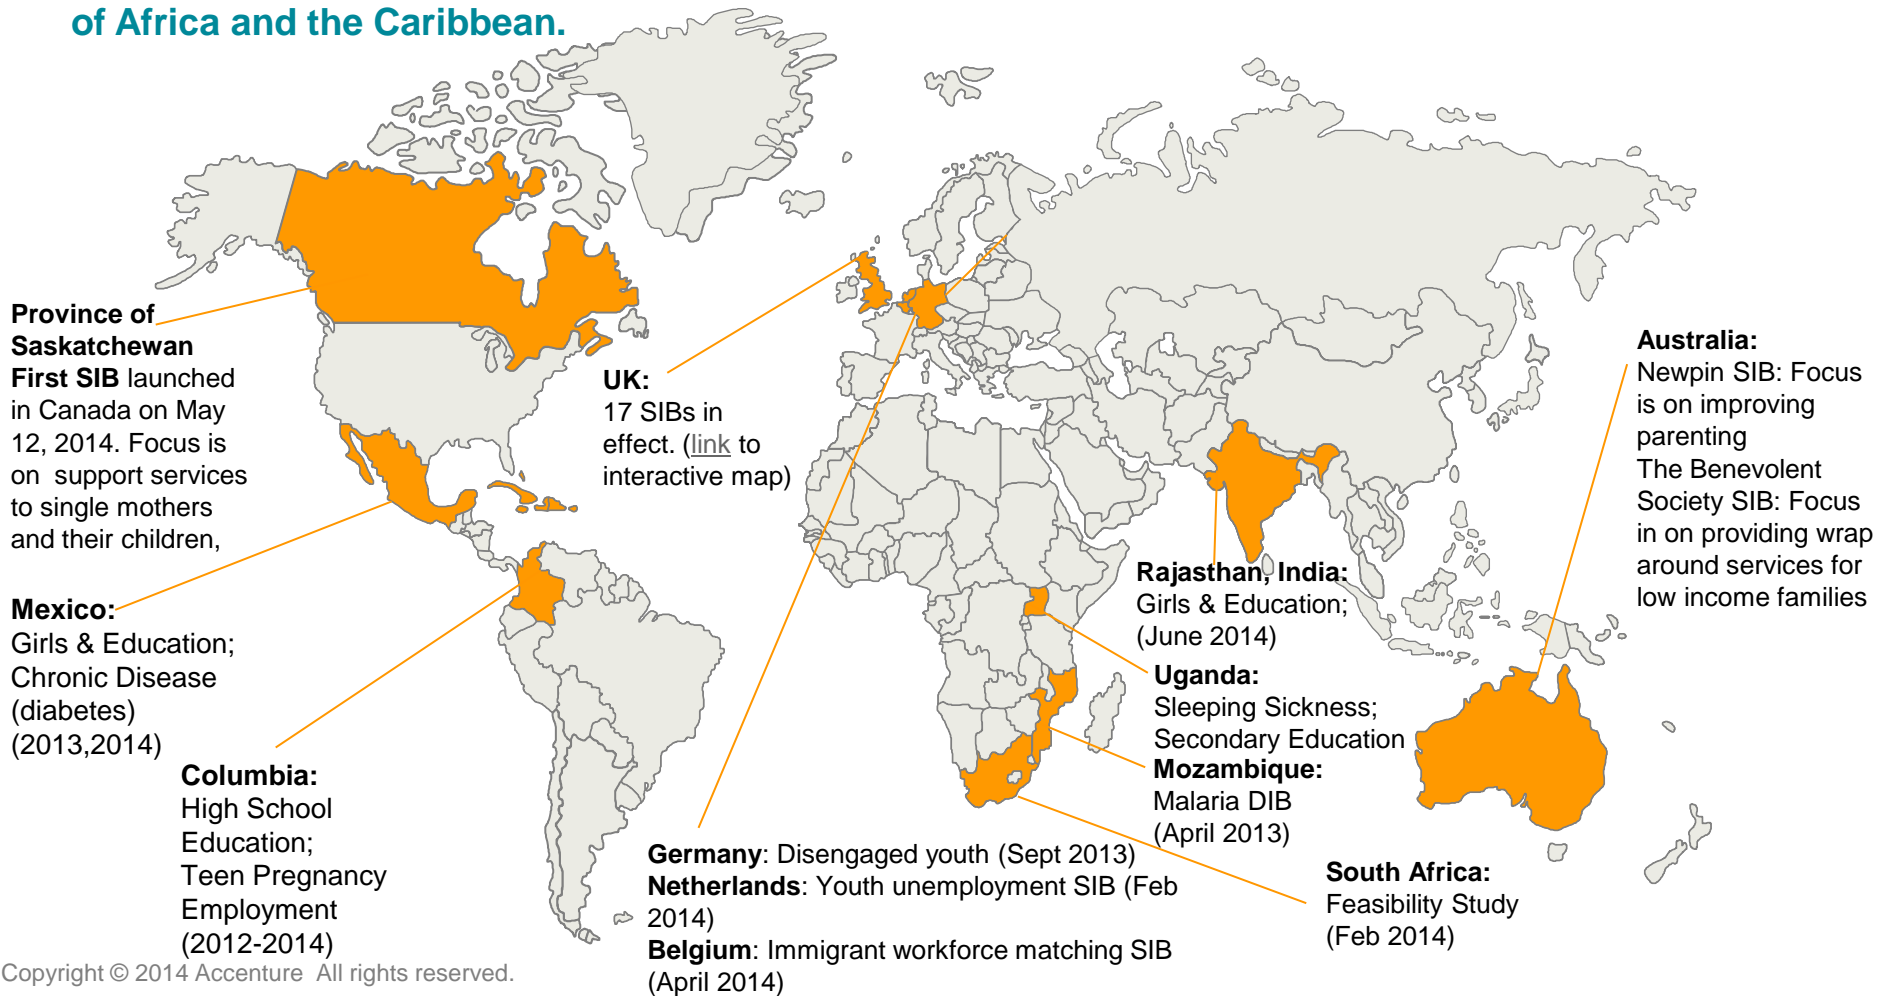 of Africa and the Caribbean.
Province of
Saskatchewan
First SIB launched
in Canada on May
12, 2014. Focus is
on  support services
to single mothers
and their children,
Mexico:
Girls & Education;
Chronic Disease
(diabetes)
(2013,2014)
Columbia:
High School
Education;
Teen Pregnancy
Employment
(2012-2014)
UK:
17 SIBs in
effect. (link to
interactive map)
Germany: Disengaged youth (Sept 2013)
Netherlands: Youth unemployment SIB (Feb
2014)
Belgium: Immigrant workforce matching SIB
(April 2014)
Rajasthan, India:
Girls & Education;
(June 2014)
Uganda:
Sleeping Sickness;
Secondary Education
Mozambique:
Malaria DIB
(April 2013)
South Africa:
Feasibility Study
(Feb 2014)
Australia:
Newpin SIB: Focus
is on improving
parenting
The Benevolent
Society SIB: Focus
in on providing wrap
around services for
low income families
Copyright © 2014 Accenture  All rights reserved.